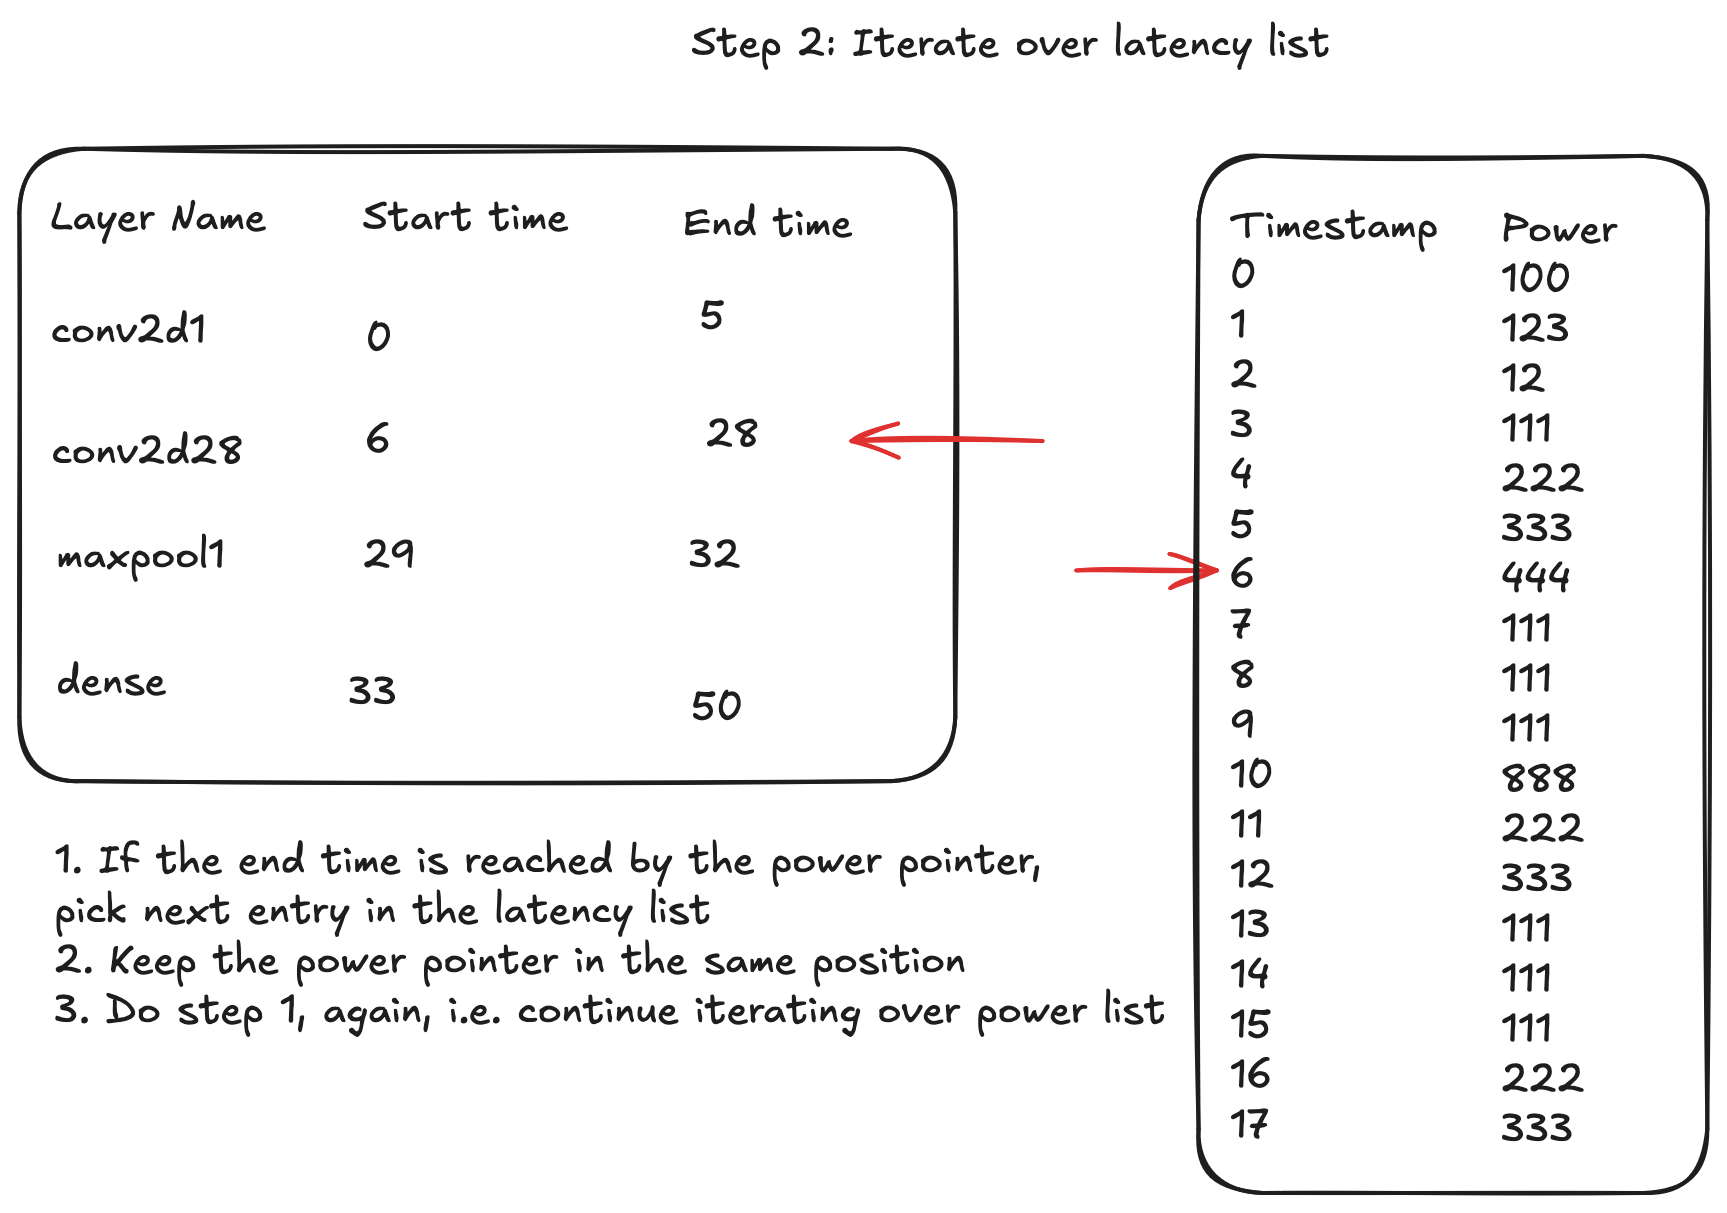 Step 2: Iterate over latency list
Layer Name Start time End time
conv2d1 0 5
conv2d28 6 28
maxpool1 29 32
dense 33 50
1. If the end time is reached by the power pointer,
pick next entry in the latency list
2. Keep the power pointer in the same position
3. Do step 1, again, i.e. continue iterating over power list
Timestamp Power
0 100
1 123
2 12
3 111
4 222
5 333
6 444
7 111
8 111
9 111
10 888
11 222
12 333
13 111
14 111
15 111
16 222
17 333